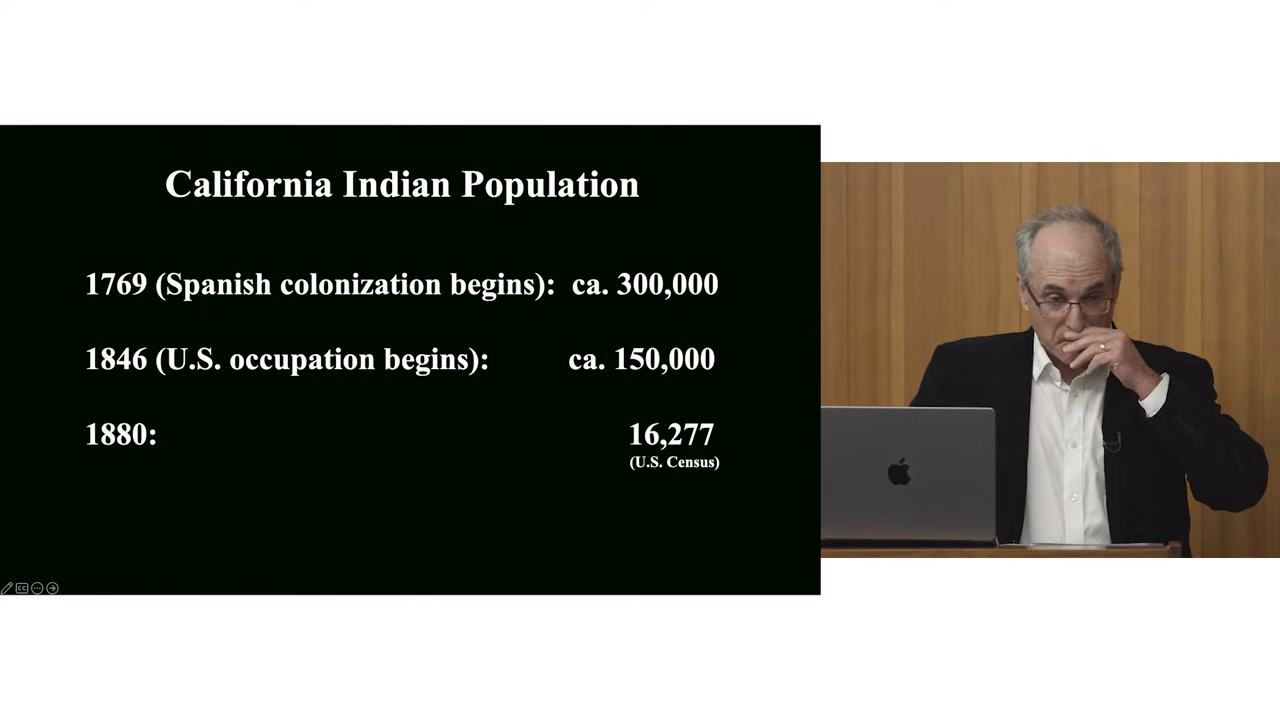 California Indian Population
1769 (Spanish colonization begins): ca. 300,000
1846 (U.S. occupation begins): ca. 150,000
1880: 16,277
(U.S. Census)
CC